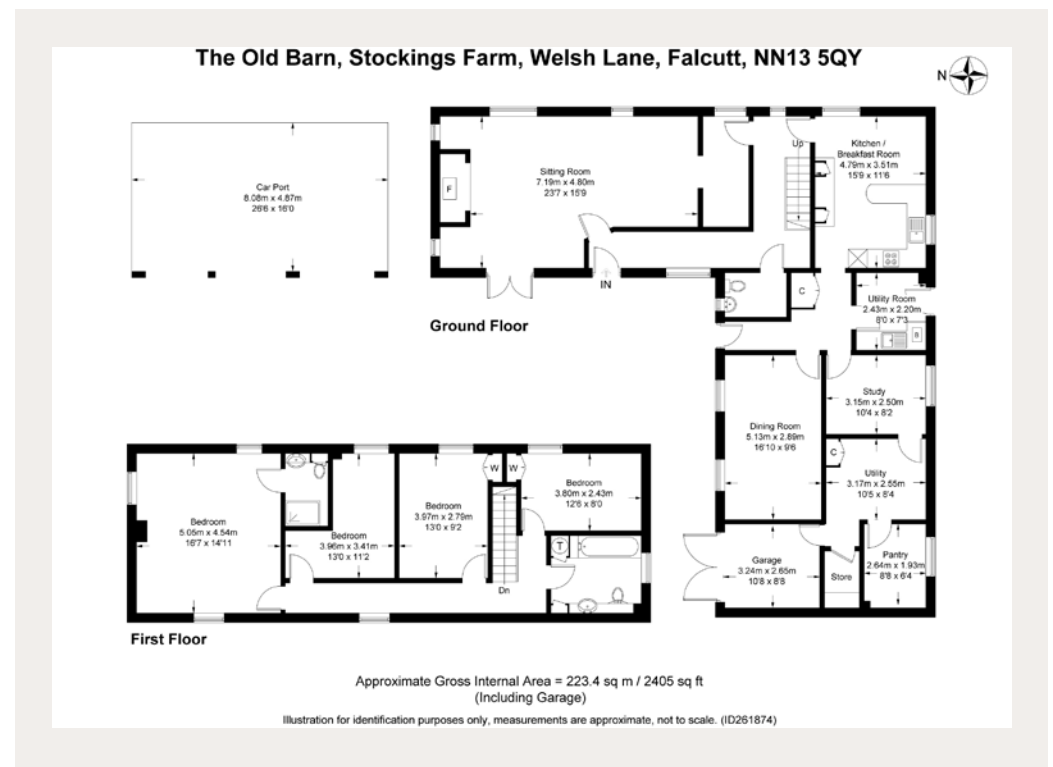 The Old Barn, Stockings Farm, Welsh Lane, Falcutt, NN13 5QY
N
Car Port
8.08m x 4.87m
26'6 x 16'0
F
Sitting Room
7.19m x 4.80m
23'7 x 15'9
Up
Kitchen /
Breakfast Room
4.79m x 3.51m
15'9 x 11'6
IN
C
Utility Room
2.43m x 2.20m
8'0 x 7'3
B
Ground Floor
Study
3.15m x 2.50m
10'4 x 8'2
Dining Room
5.13m x 2.89m
16'10 x 9'6
C
Utility
3.17m x 2.55m
10'5 x 8'4
Garage
3.24m x 2.65m
10'8 x 8'8
Store
Pantry
2.64m x 1.93m
8'8 x 6'4
Bedroom
5.05m x 4.54m
16'7 x 14'11
Bedroom
3.96m x 3.41m
13'0 x 11'2
Bedroom
3.97m x 2.79m
13'0 x 9'2
W
W
Bedroom
3.80m x 2.43m
12'6 x 8'0
T
Dn
First Floor
Approximate Gross Internal Area = 223.4 sq m / 2405 sq ft
(Including Garage)
Illustration for identification purposes only, measurements are approximate, not to scale. (ID261874)